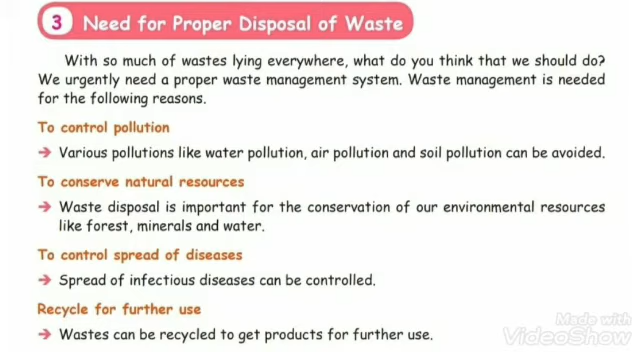 3 Need for Proper Disposal of Waste
With so much of wastes lying everywhere, what do you think that we should do?
We urgently need a proper waste management system. Waste management is needed
for the following reasons.
To control pollution
→ Various pollutions like water pollution, air pollution and soil pollution can be avoided.
To conserve natural resources
→ Waste disposal is important for the conservation of our environmental resources
like forest, minerals and water.
To control spread of diseases
→ Spread of infectious diseases can be controlled.
Recycle for further use
→ Wastes can be recycled to get products for further use.
Made with
VideoShow